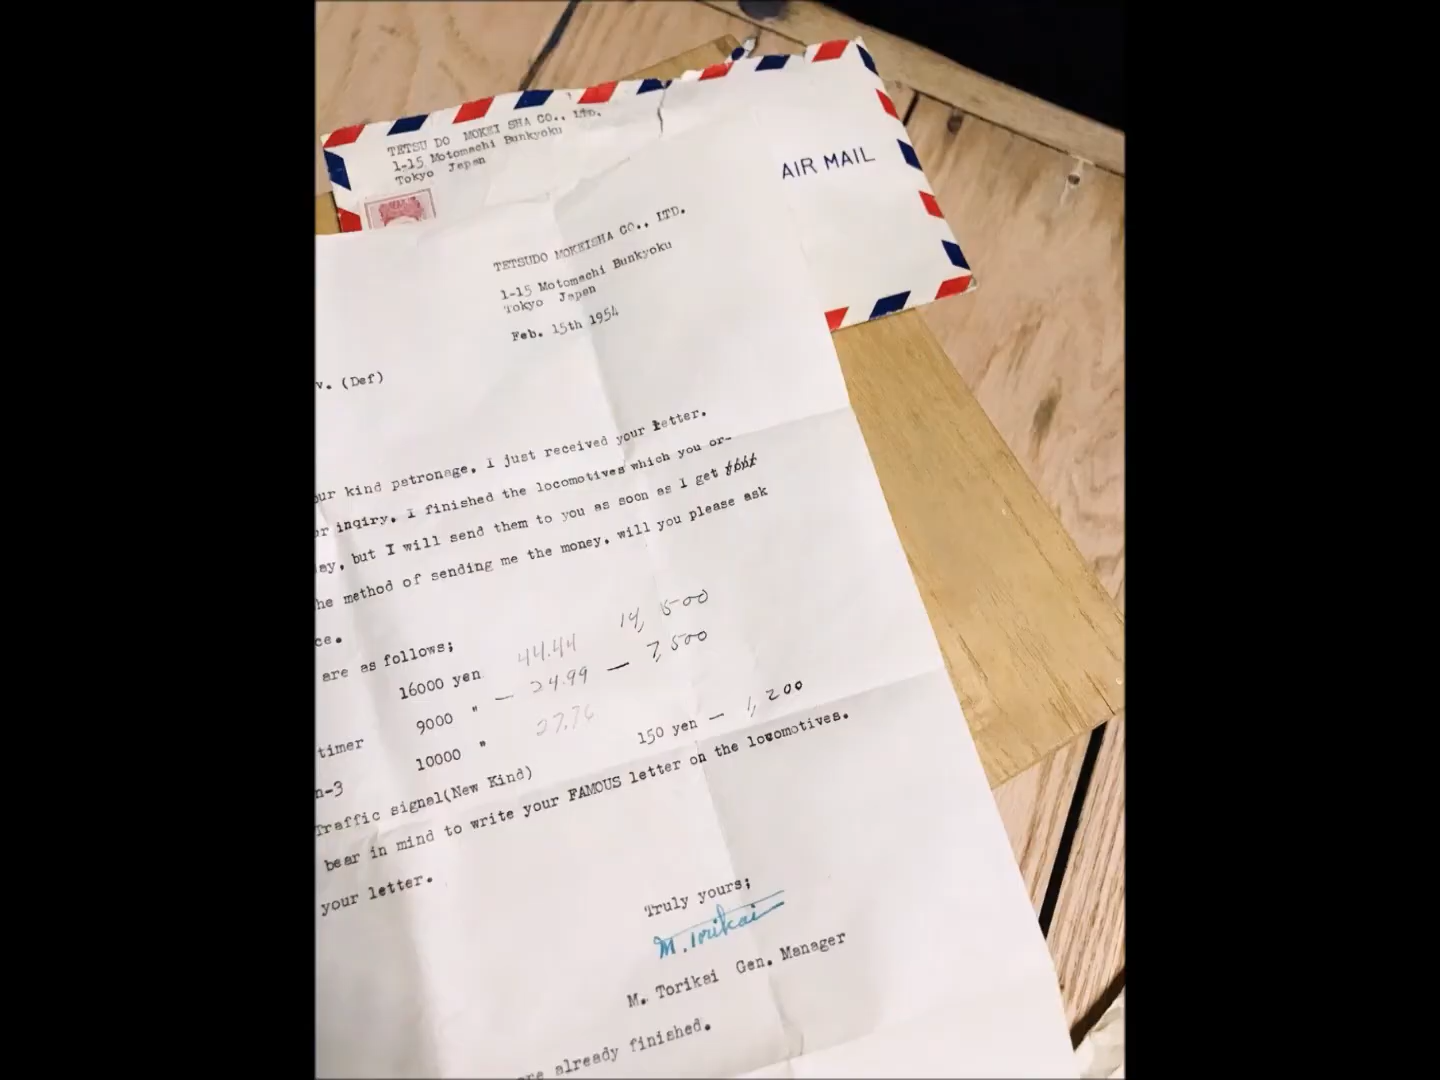 TETSU DO MOKEI SHA CO., LTD.
1-15 Motomachi Bunkyoku
Tokyo Japan
AIR MAIL
TETSUDO MOKEISHA CO., LTD.
1-15 Motomachi Bunkyoku
Tokyo Japan
Feb. 15th 1954
v. (Def)
our kind patronage, I just received your letter.
or inqiry. I finished the locomotives which you or-
ay, but I will send them to you as soon as I get
he method of sending me the money, will you please ask
ce.
are as follows;
16000 yen 44.44 14,500
9000 " — 24.99 — 7,500
timer 10000 " 27.76
n-3 150 yen — 1,200
Traffic signal(New Kind)
bear in mind to write your FAMOUS letter on the locomotives.
your letter.
Truly yours;
M. Torikai
M. Torikai Gen. Manager
re already finished.